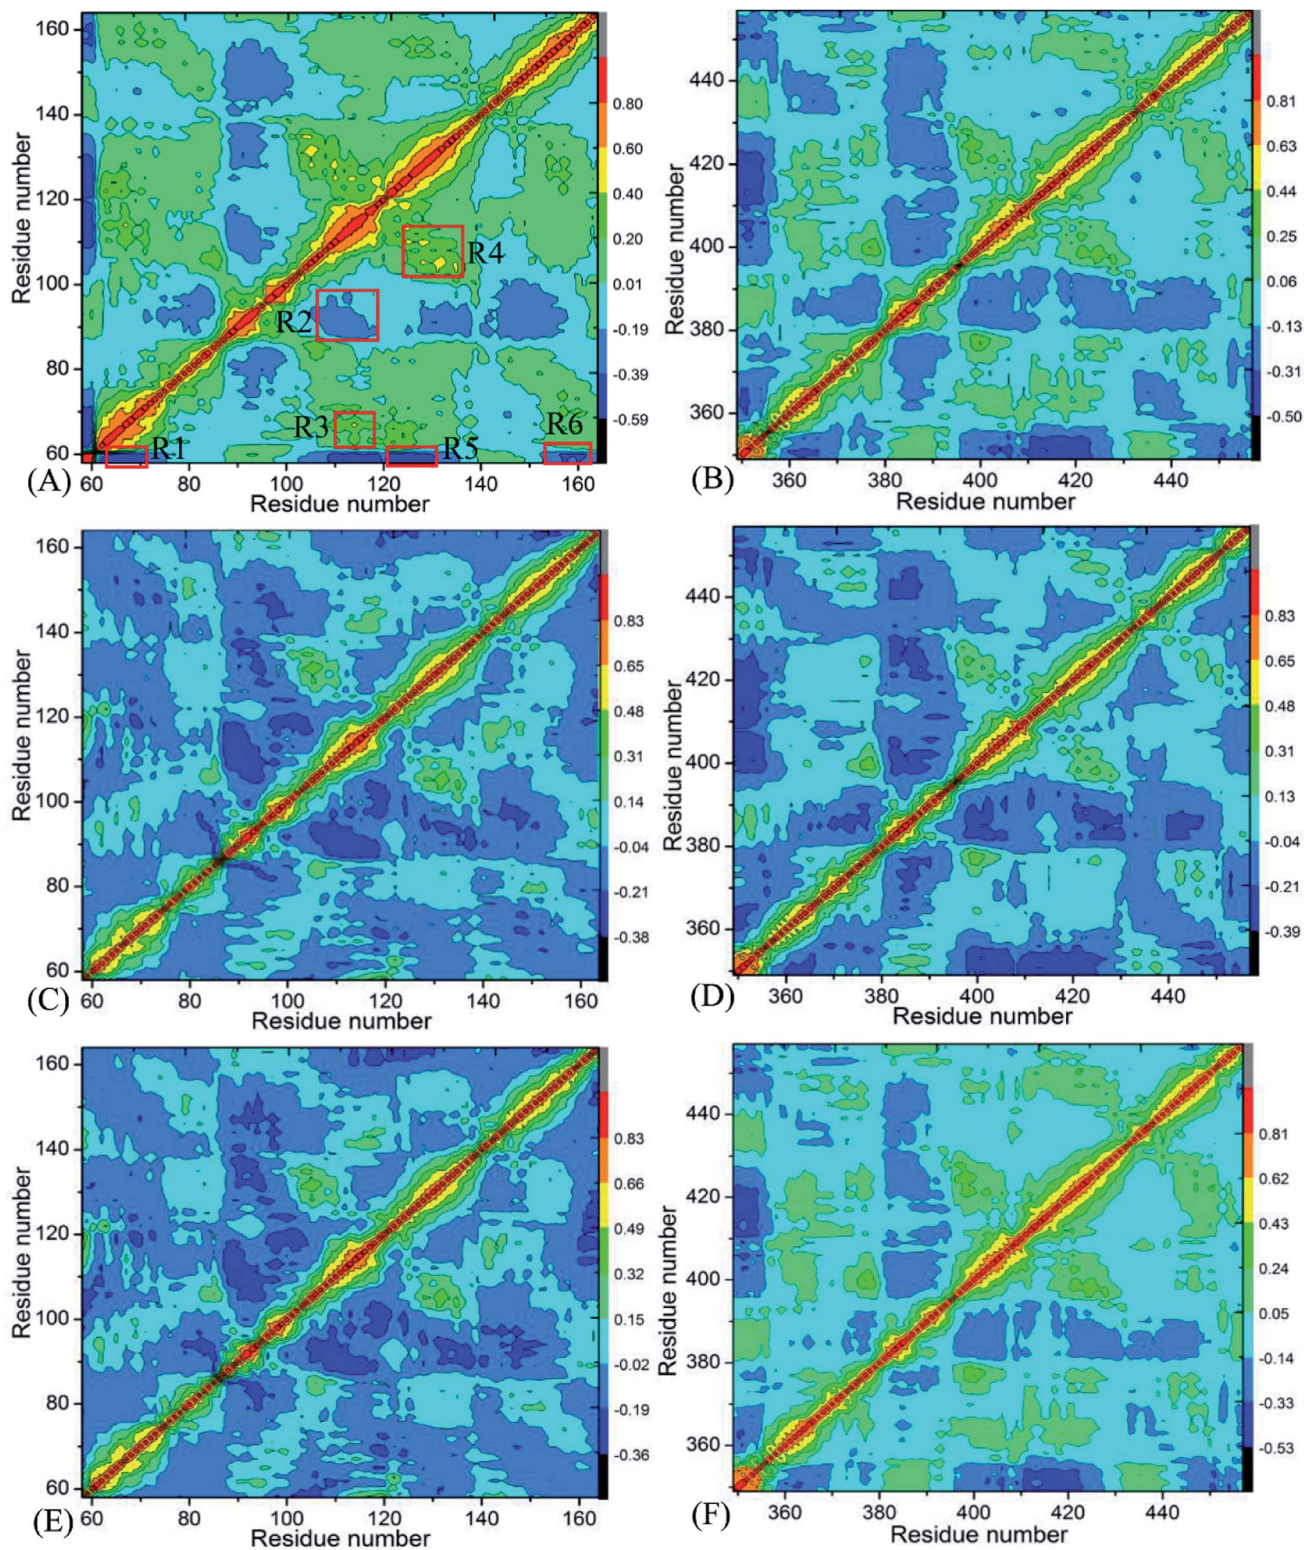 Residue number
160
140
120
100
80
60
R1
R2
R3
R4
R5
R6
60 80 100 120 140 160
Residue number
0.80
0.60
0.40
0.20
0.01
-0.19
-0.39
-0.59
(A)
Residue number
440
420
400
380
360
360 380 400 420 440
Residue number
0.81
0.63
0.44
0.25
0.06
-0.13
-0.31
-0.50
(B)
Residue number
160
140
120
100
80
60
60 80 100 120 140 160
Residue number
0.83
0.65
0.48
0.31
0.14
-0.04
-0.21
-0.38
(C)
Residue number
440
420
400
380
360
360 380 400 420 440
Residue number
0.83
0.65
0.48
0.31
0.13
-0.04
-0.21
-0.39
(D)
Residue number
160
140
120
100
80
60
60 80 100 120 140 160
Residue number
0.83
0.66
0.49
0.32
0.15
-0.02
-0.19
-0.36
(E)
Residue number
440
420
400
380
360
360 380 400 420 440
Residue number
0.81
0.62
0.43
0.24
0.05
-0.14
-0.33
-0.53
(F)